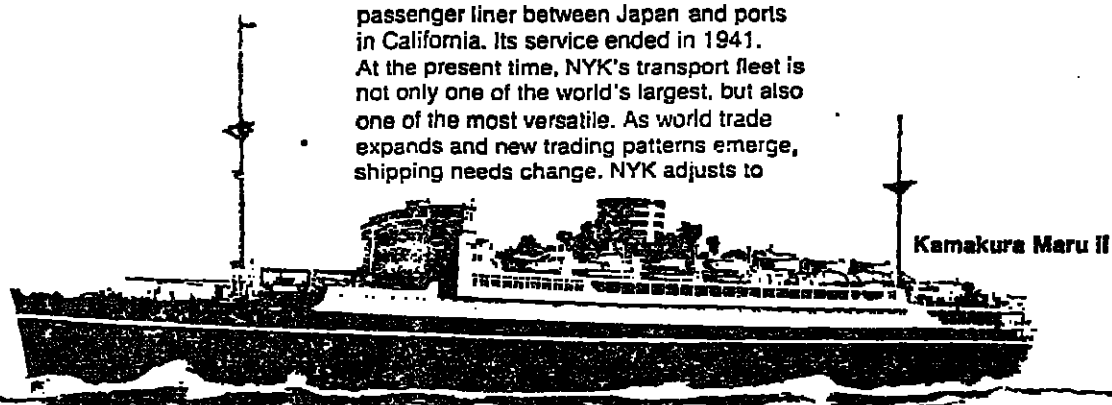 passenger liner between Japan and ports
in California. Its service ended in 1941.
At the present time, NYK's transport fleet is
not only one of the world's largest, but also
one of the most versatile. As world trade
expands and new trading patterns emerge,
shipping needs change. NYK adjusts to
Kamakura Maru II